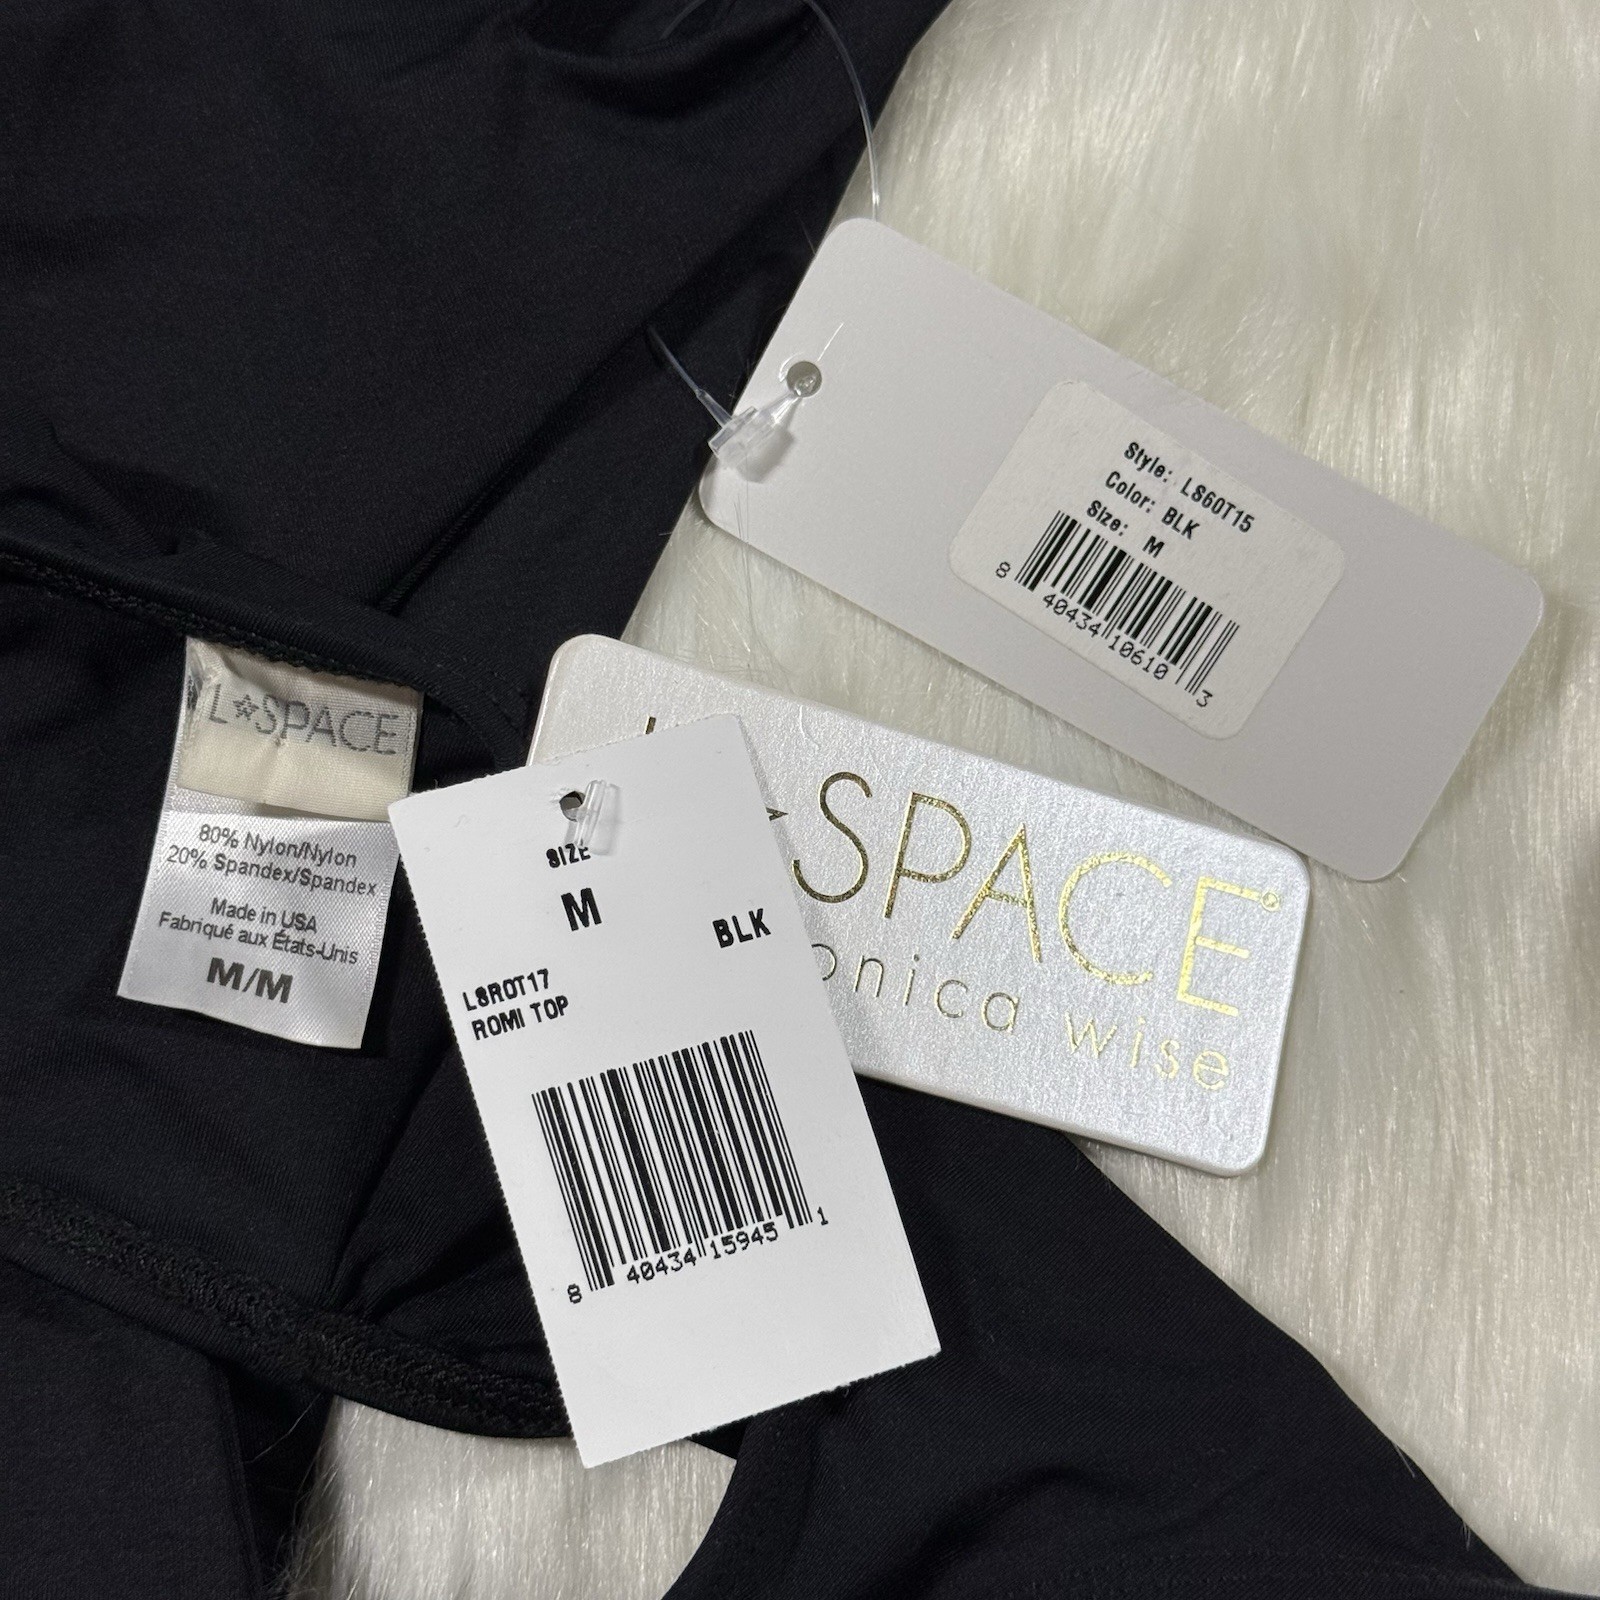 Style: LS60T15
Color: BLK
Size: M
8 40434 10610 3
L☆SPACE
80% Nylon/Nylon
20% Spandex/Spandex
Made in USA
Fabriqué aux États-Unis
M/M
SIZE
M
BLK
LSROT17
ROMI TOP
8 40434 15945 1
SPACE®
onica wise